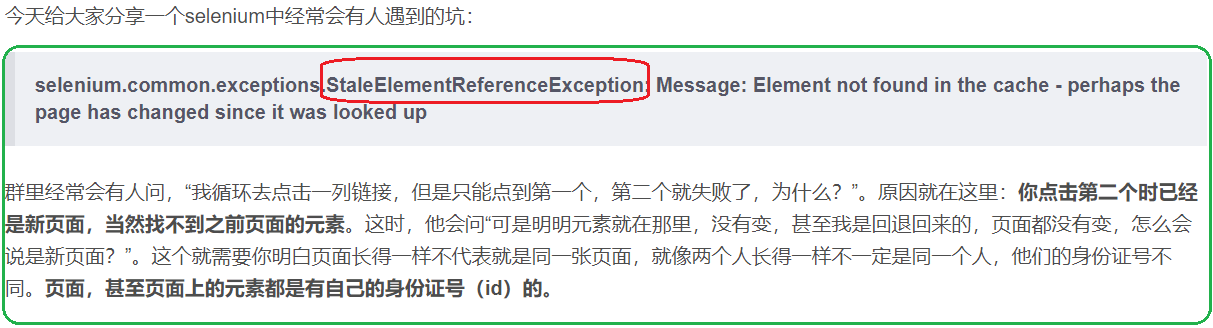 今天给大家分享一个selenium中经常会有人遇到的坑：
selenium.common.exceptions.StaleElementReferenceException: Message: Element not found in the cache - perhaps the
page has changed since it was looked up
群里经常会有人问，“我循环去点击一列链接，但是只能点到第一个，第二个就失败了，为什么？”。原因就在这里：你点击第二个时已经
是新页面，当然找不到之前页面的元素。这时，他会问“可是明明元素就在那里，没有变，甚至我是回退回来的，页面都没有变，怎么会
说是新页面？”。这个就需要你明白页面长得一样不代表就是同一张页面，就像两个人长得一样不一定是同一个人，他们的身份证号不
同。页面，甚至页面上的元素都是有自己的身份证号（id）的。